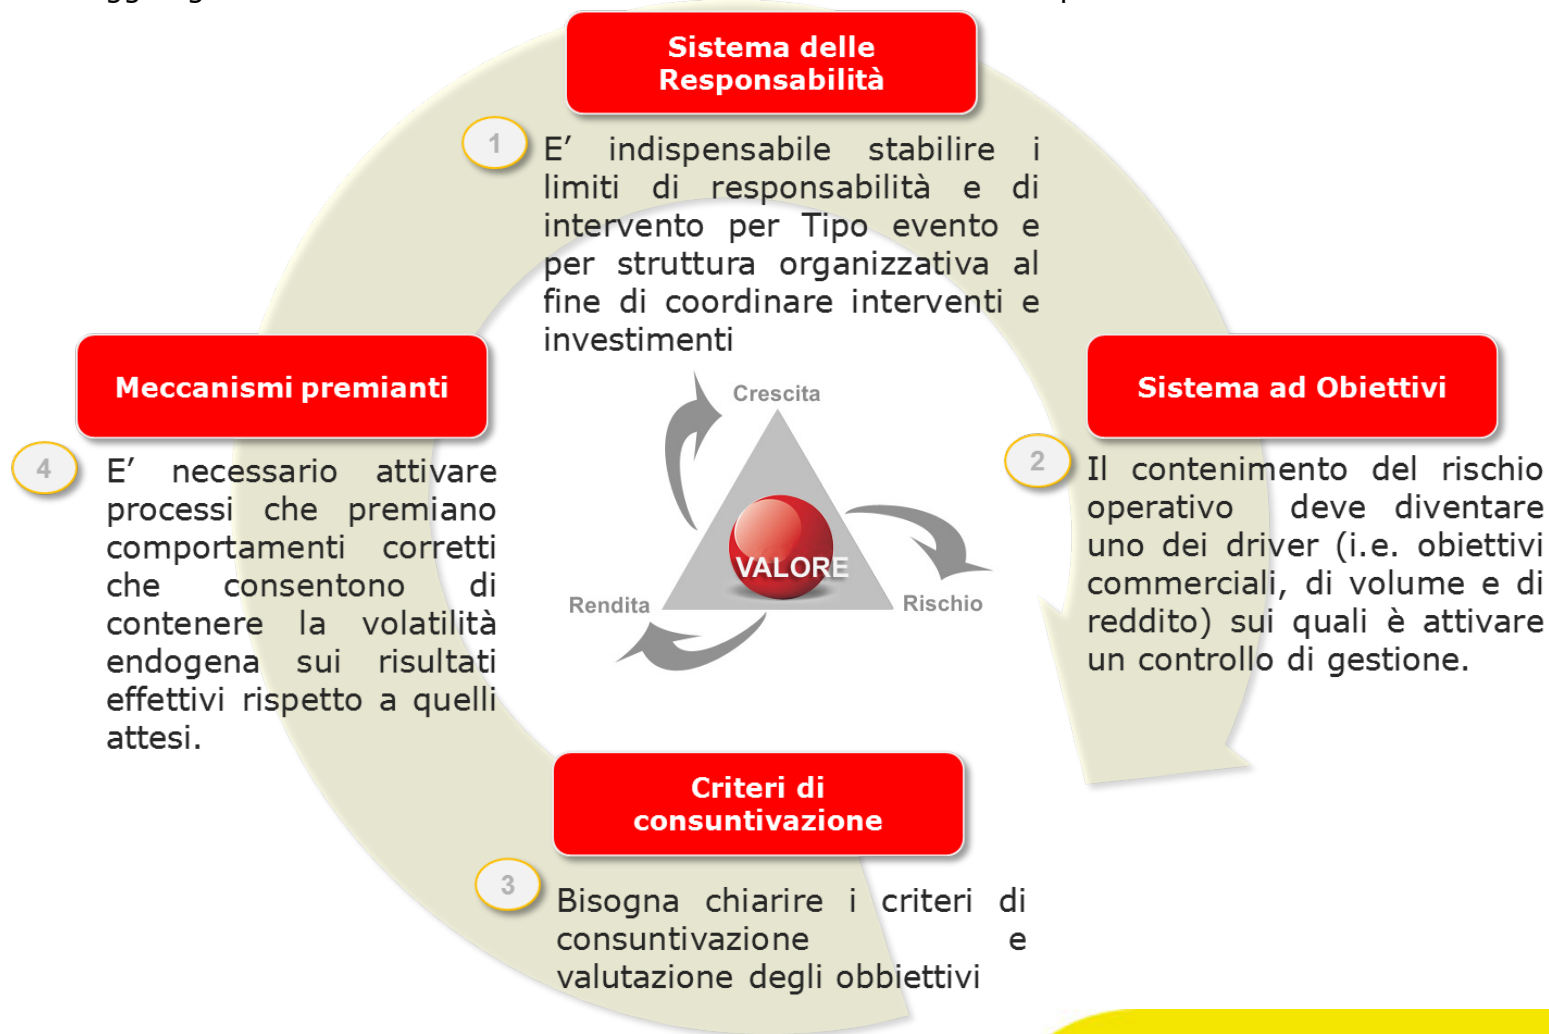 Sistema delle
Responsabilità
1
E’ indispensabile stabilire i
limiti di responsabilità e di
intervento per Tipo evento e
per struttura organizzativa al
fine di coordinare interventi e
investimenti
Meccanismi premianti
4
E’ necessario attivare
processi che premiano
comportamenti corretti
che consentono di
contenere la volatilità
endogena sui risultati
effettivi rispetto a quelli
attesi.
Crescita
VALORE
Rendita
Rischio
Sistema ad Obiettivi
2
Il contenimento del rischio
operativo deve diventare
uno dei driver (i.e. obiettivi
commerciali, di volume e di
reddito) sui quali è attivare
un controllo di gestione.
Criteri di
consuntivazione
3
Bisogna chiarire i criteri di
consuntivazione e
valutazione degli obbiettivi